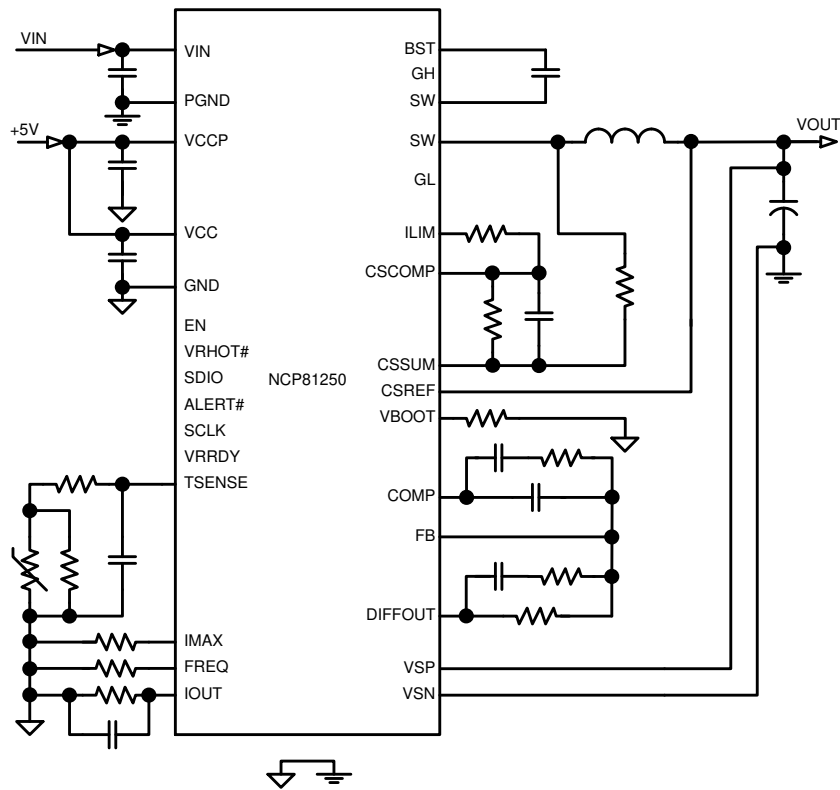 VIN
+5V
VIN
PGND
VCCP
VCC
GND
EN
VRHOT#
SDIO
ALERT#
SCLK
VRRDY
TSENSE
IMAX
FREQ
IOUT
NCP81250
BST
GH
SW
SW
GL
ILIM
CSCOMP
CSSUM
CSREF
VBOOT
COMP
FB
DIFFOUT
VSP
VSN
VOUT